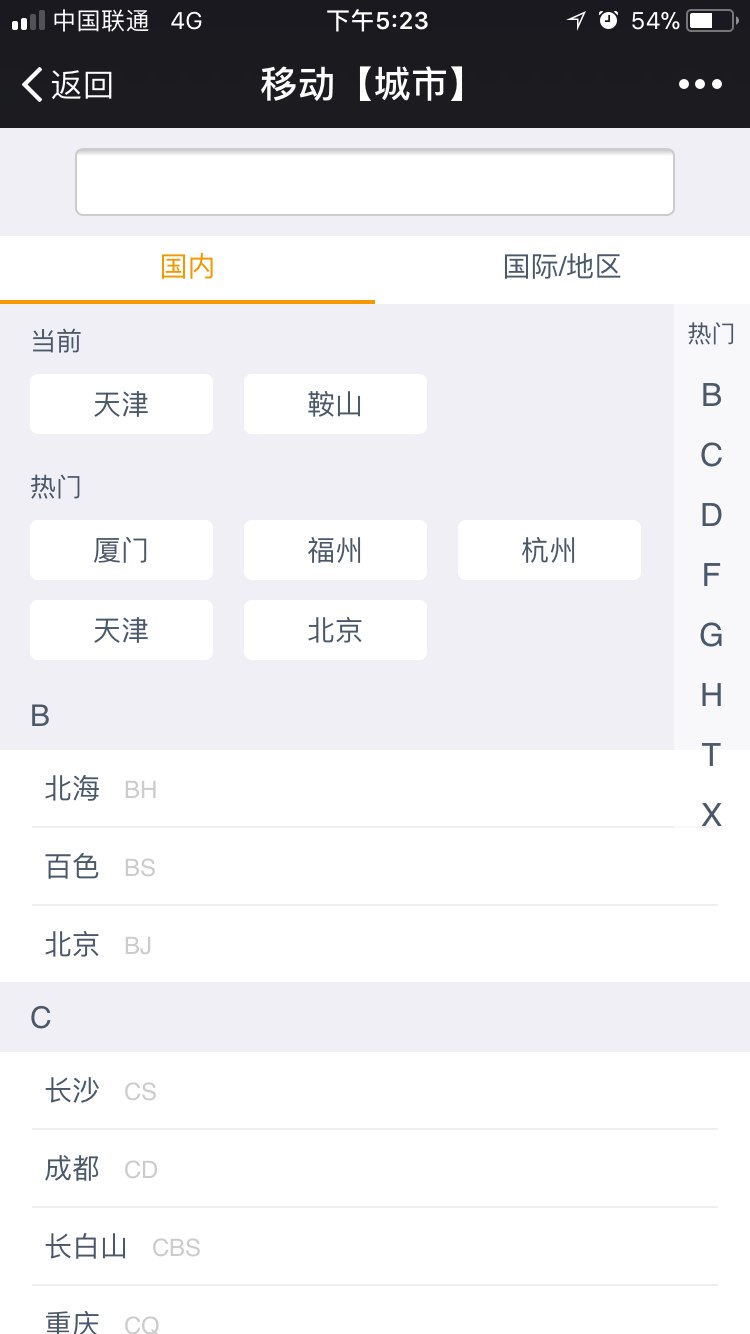 中国联通 4G 下午5:23 54%
返回 移动【城市】
国内 国际/地区
当前
天津 鞍山
热门
厦门 福州 杭州
天津 北京
B
北海 BH
百色 BS
北京 BJ
C
长沙 CS
成都 CD
长白山 CBS
重庆 CQ
热门
B
C
D
F
G
H
T
X